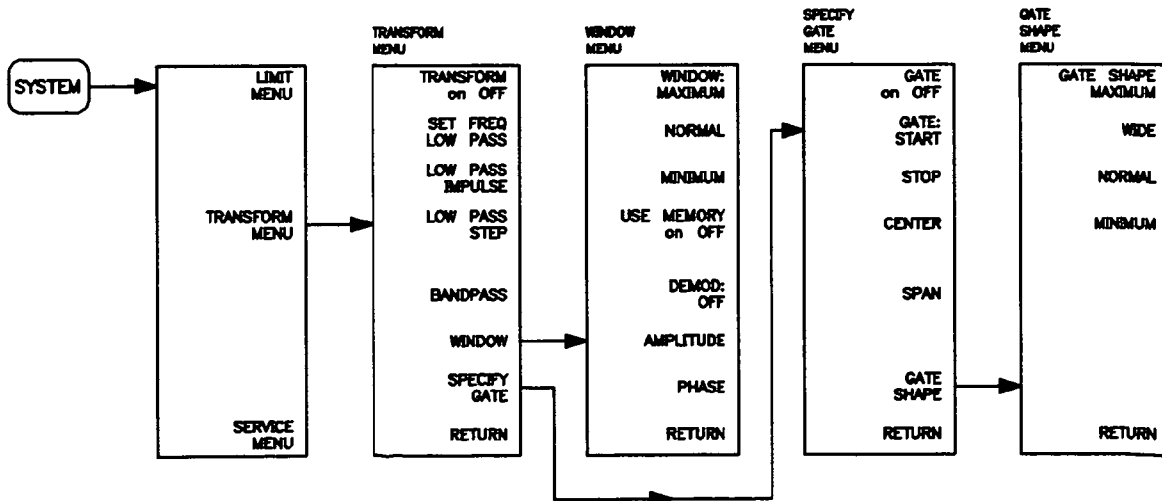 SYSTEM
LIMIT
MENU
TRANSFORM
MENU
SERVICE
MENU
TRANSFORM
MENU
TRANSFORM
on OFF
SET FREQ
LOW PASS
LOW PASS
IMPULSE
LOW PASS
STEP
BANDPASS
WINDOW
SPECIFY
GATE
RETURN
WINDOW
MENU
WINDOW:
MAXIMUM
NORMAL
MINIMUM
USE MEMORY
on OFF
DEMOD:
OFF
AMPLITUDE
PHASE
RETURN
SPECIFY
GATE
MENU
GATE
on OFF
GATE:
START
STOP
CENTER
SPAN
GATE
SHAPE
RETURN
GATE
SHAPE
MENU
GATE SHAPE
MAXIMUM
WIDE
NORMAL
MINIMUM
RETURN